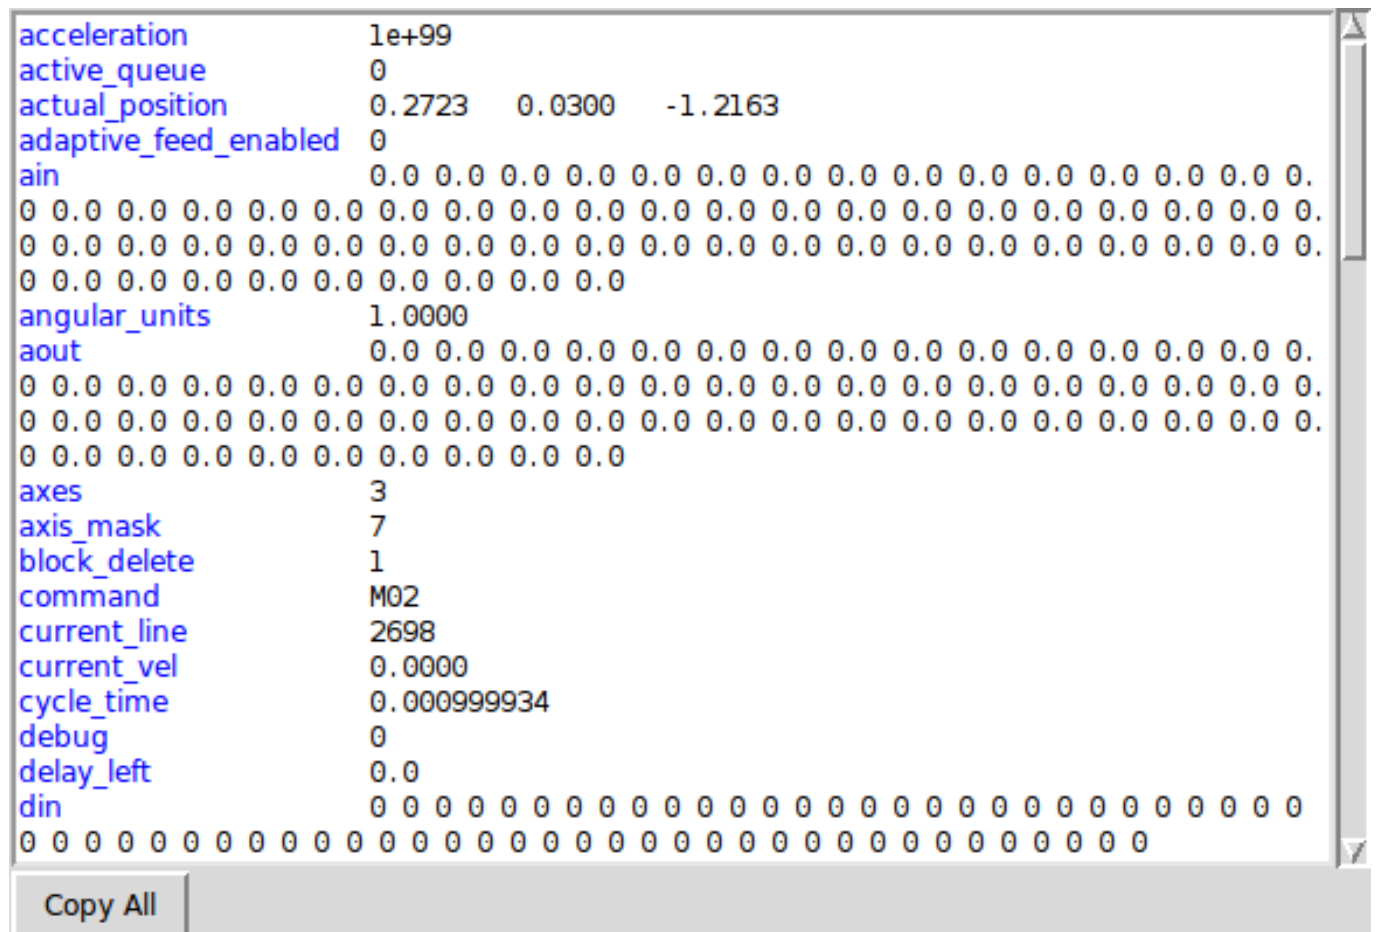 acceleration 1e+99
active_queue 0
actual_position 0.2723 0.0300 -1.2163
adaptive_feed_enabled 0
ain 0.0 0.0 0.0 0.0 0.0 0.0 0.0 0.0 0.0 0.0 0.0 0.0 0.0 0.0 0.
0 0.0 0.0 0.0 0.0 0.0 0.0 0.0 0.0 0.0 0.0 0.0 0.0 0.0 0.0 0.0 0.0 0.0 0.0 0.0 0.
0 0.0 0.0 0.0 0.0 0.0 0.0 0.0 0.0 0.0 0.0 0.0 0.0 0.0 0.0 0.0 0.0 0.0 0.0 0.0 0.
0 0.0 0.0 0.0 0.0 0.0 0.0 0.0 0.0 0.0
angular_units 1.0000
aout 0.0 0.0 0.0 0.0 0.0 0.0 0.0 0.0 0.0 0.0 0.0 0.0 0.0 0.0 0.
0 0.0 0.0 0.0 0.0 0.0 0.0 0.0 0.0 0.0 0.0 0.0 0.0 0.0 0.0 0.0 0.0 0.0 0.0 0.0 0.
0 0.0 0.0 0.0 0.0 0.0 0.0 0.0 0.0 0.0 0.0 0.0 0.0 0.0 0.0 0.0 0.0 0.0 0.0 0.0 0.
0 0.0 0.0 0.0 0.0 0.0 0.0 0.0 0.0 0.0
axes 3
axis_mask 7
block_delete 1
command M02
current_line 2698
current_vel 0.0000
cycle_time 0.000999934
debug 0
delay_left 0.0
din 0 0 0 0 0 0 0 0 0 0 0 0 0 0 0 0 0 0 0 0 0 0 0 0 0 0 0 0 0
0 0 0 0 0 0 0 0 0 0 0 0 0 0 0 0 0 0 0 0 0 0 0 0 0 0 0 0 0 0 0 0 0 0 0
Copy All